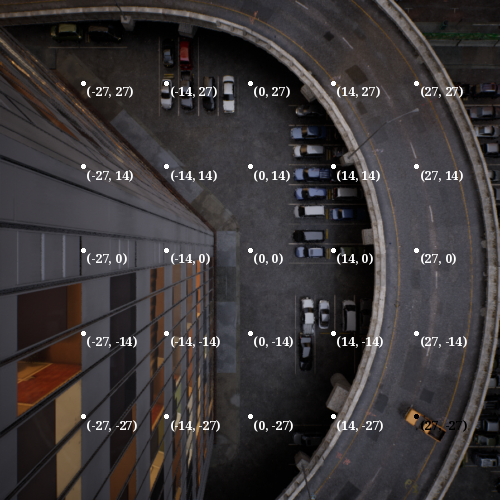 (-27, 27) (-14, 27) (0, 27) (14, 27) (27, 27)
(-27, 14) (-14, 14) (0, 14) (14, 14) (27, 14)
(-27, 0) (-14, 0) (0, 0) (14, 0) (27, 0)
(-27, -14) (-14, -14) (0, -14) (14, -14) (27, -14)
(-27, -27) (-14, -27) (0, -27) (14, -27) (27, -27)